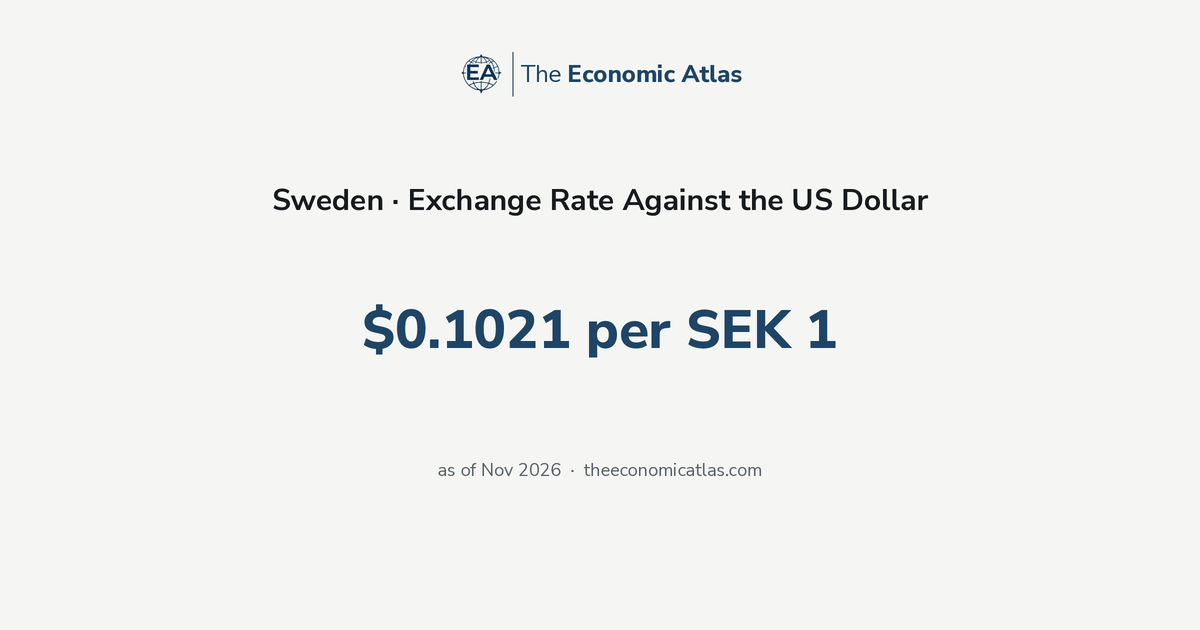 EA The Economic Atlas
Sweden · Exchange Rate Against the US Dollar
$0.1021 per SEK 1
as of Nov 2026 · theeconomicatlas.com